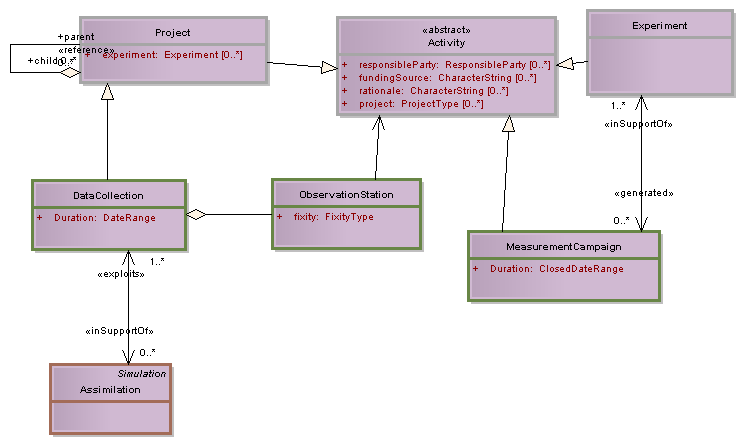 Project
+parent
«reference»
+ experiment: Experiment [0..*]
+child 0..*
«abstract»
Activity
+ responsibleParty: ResponsibleParty [0..*]
+ fundingSource: CharacterString [0..*]
+ rationale: CharacterString [0..*]
+ project: ProjectType [0..*]
Experiment
1..*
«inSupportOf»
«generated»
0..*
DataCollection
+ Duration: DateRange
ObservationStation
+ fixity: FixityType
MeasurementCampaign
+ Duration: ClosedDateRange
1..*
«exploits»
«inSupportOf»
0..*
Simulation
Assimilation